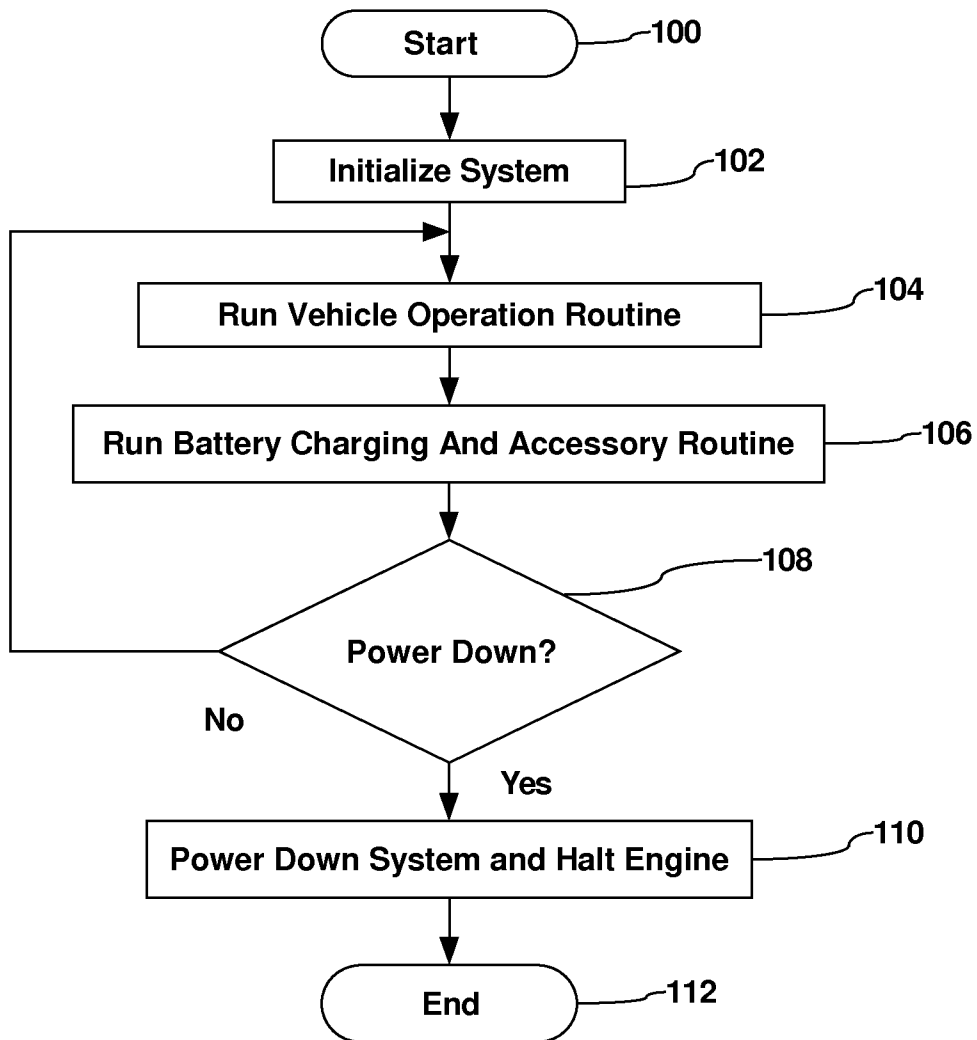 Start
100
Initialize System
102
Run Vehicle Operation Routine
104
Run Battery Charging And Accessory Routine
106
Power Down?
108
No
Yes
Power Down System and Halt Engine
110
End
112